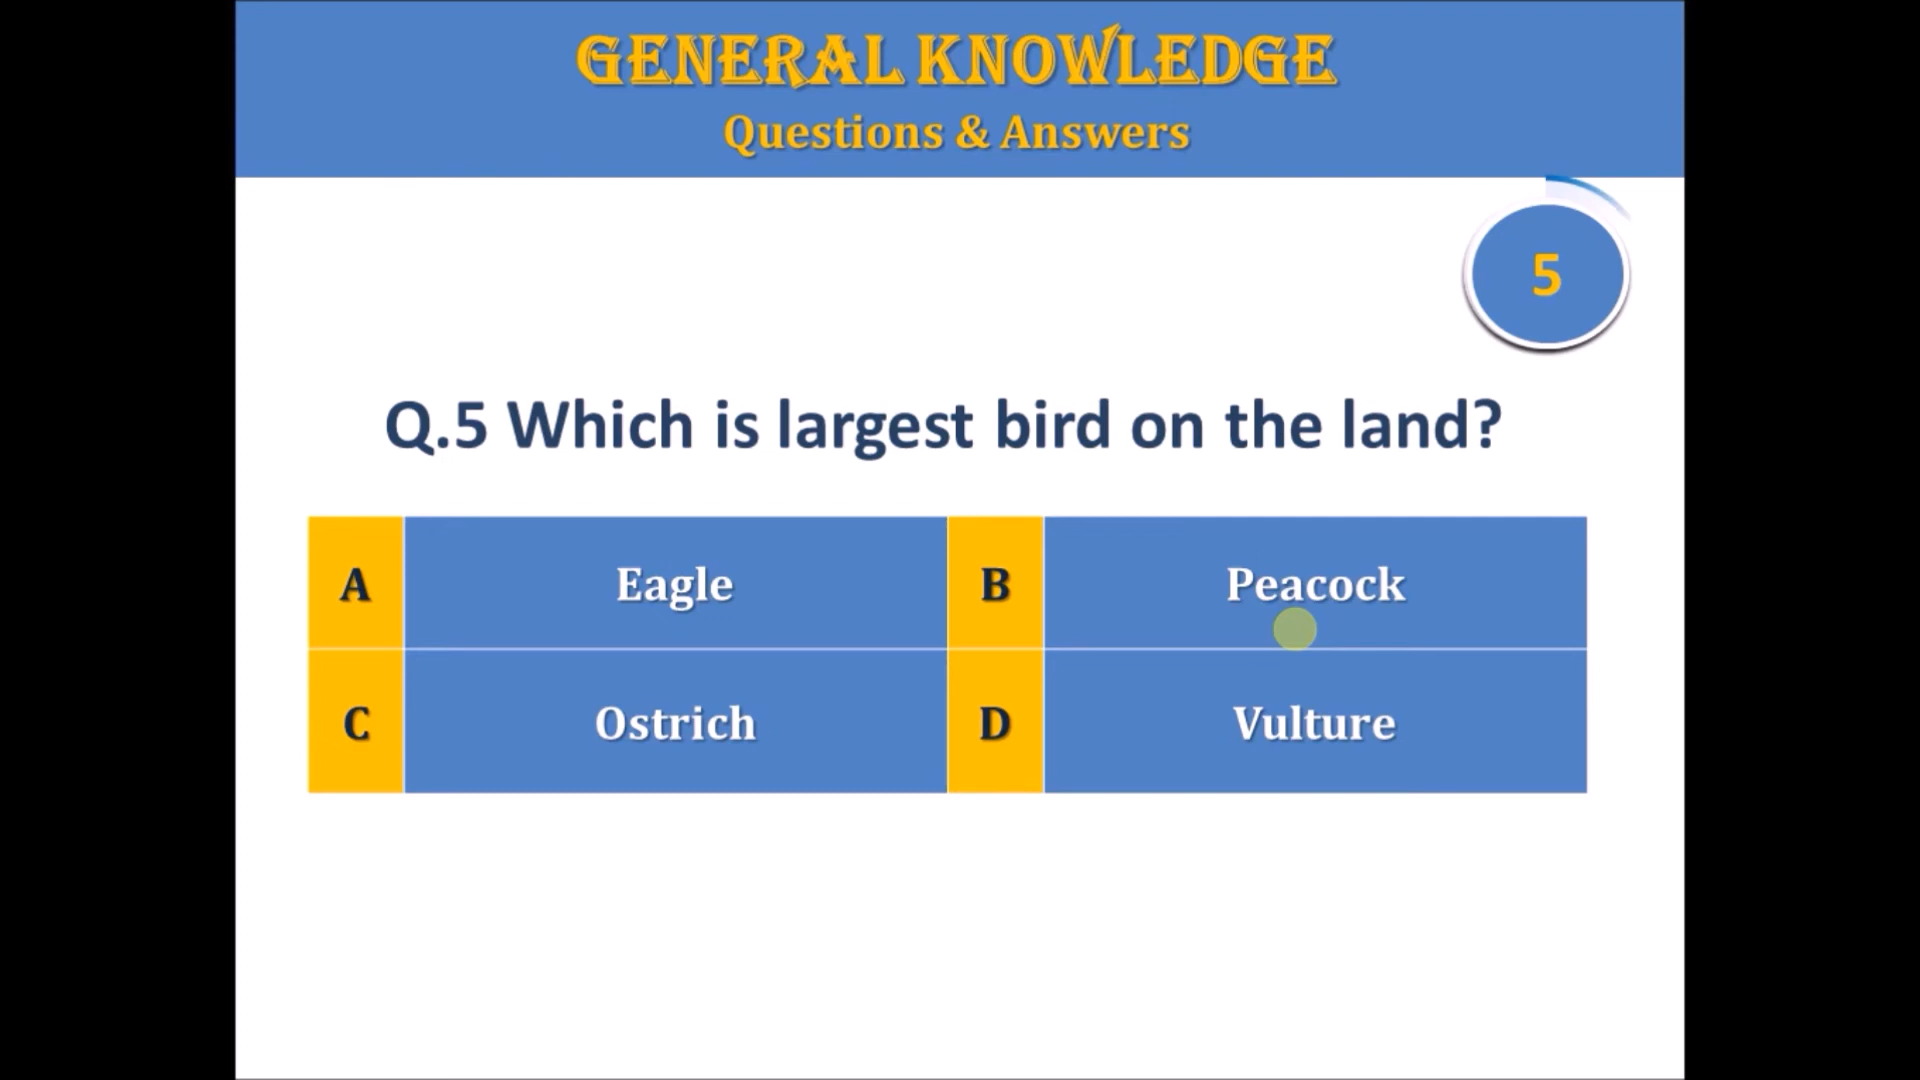 GENERAL KNOWLEDGE
Questions & Answers
5
Q.5 Which is largest bird on the land?
A Eagle B Peacock
C Ostrich D Vulture